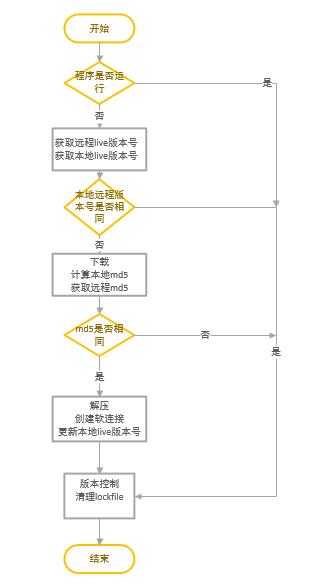 开始
程序是否运
行
是
否
获取远程live版本号
获取本地live版本号
本地远程版
本号是否相
同
否
下载
计算本地md5
获取远程md5
md5是否相
同
否
是
是
解压
创建软连接
更新本地live版本号
版本控制
清理lockfile
结束